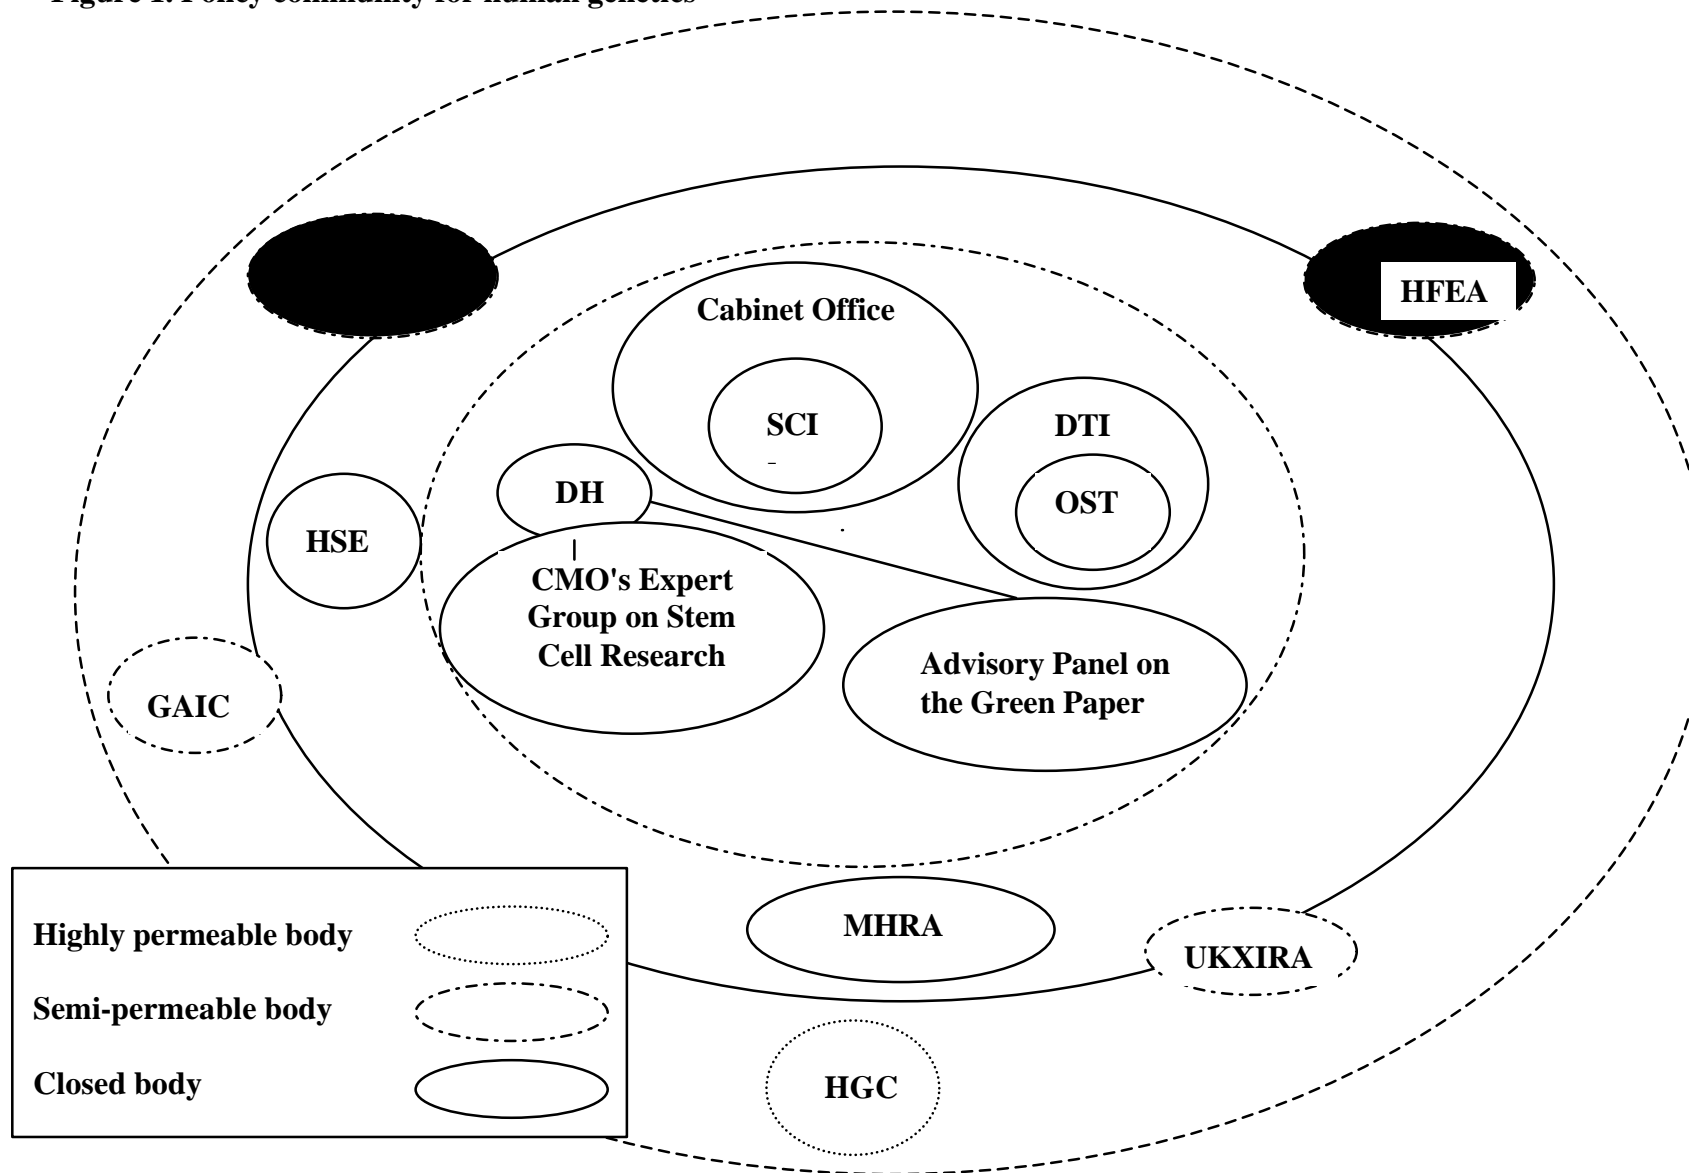 Figure 1. Policy community for human genetics
HFEA
Cabinet Office
SCI
DTI
DH
OST
HSE
CMO's Expert
Group on Stem
Cell Research
Advisory Panel on
the Green Paper
GAIC
MHRA
UKXIRA
HGC
Highly permeable body
Semi-permeable body
Closed body